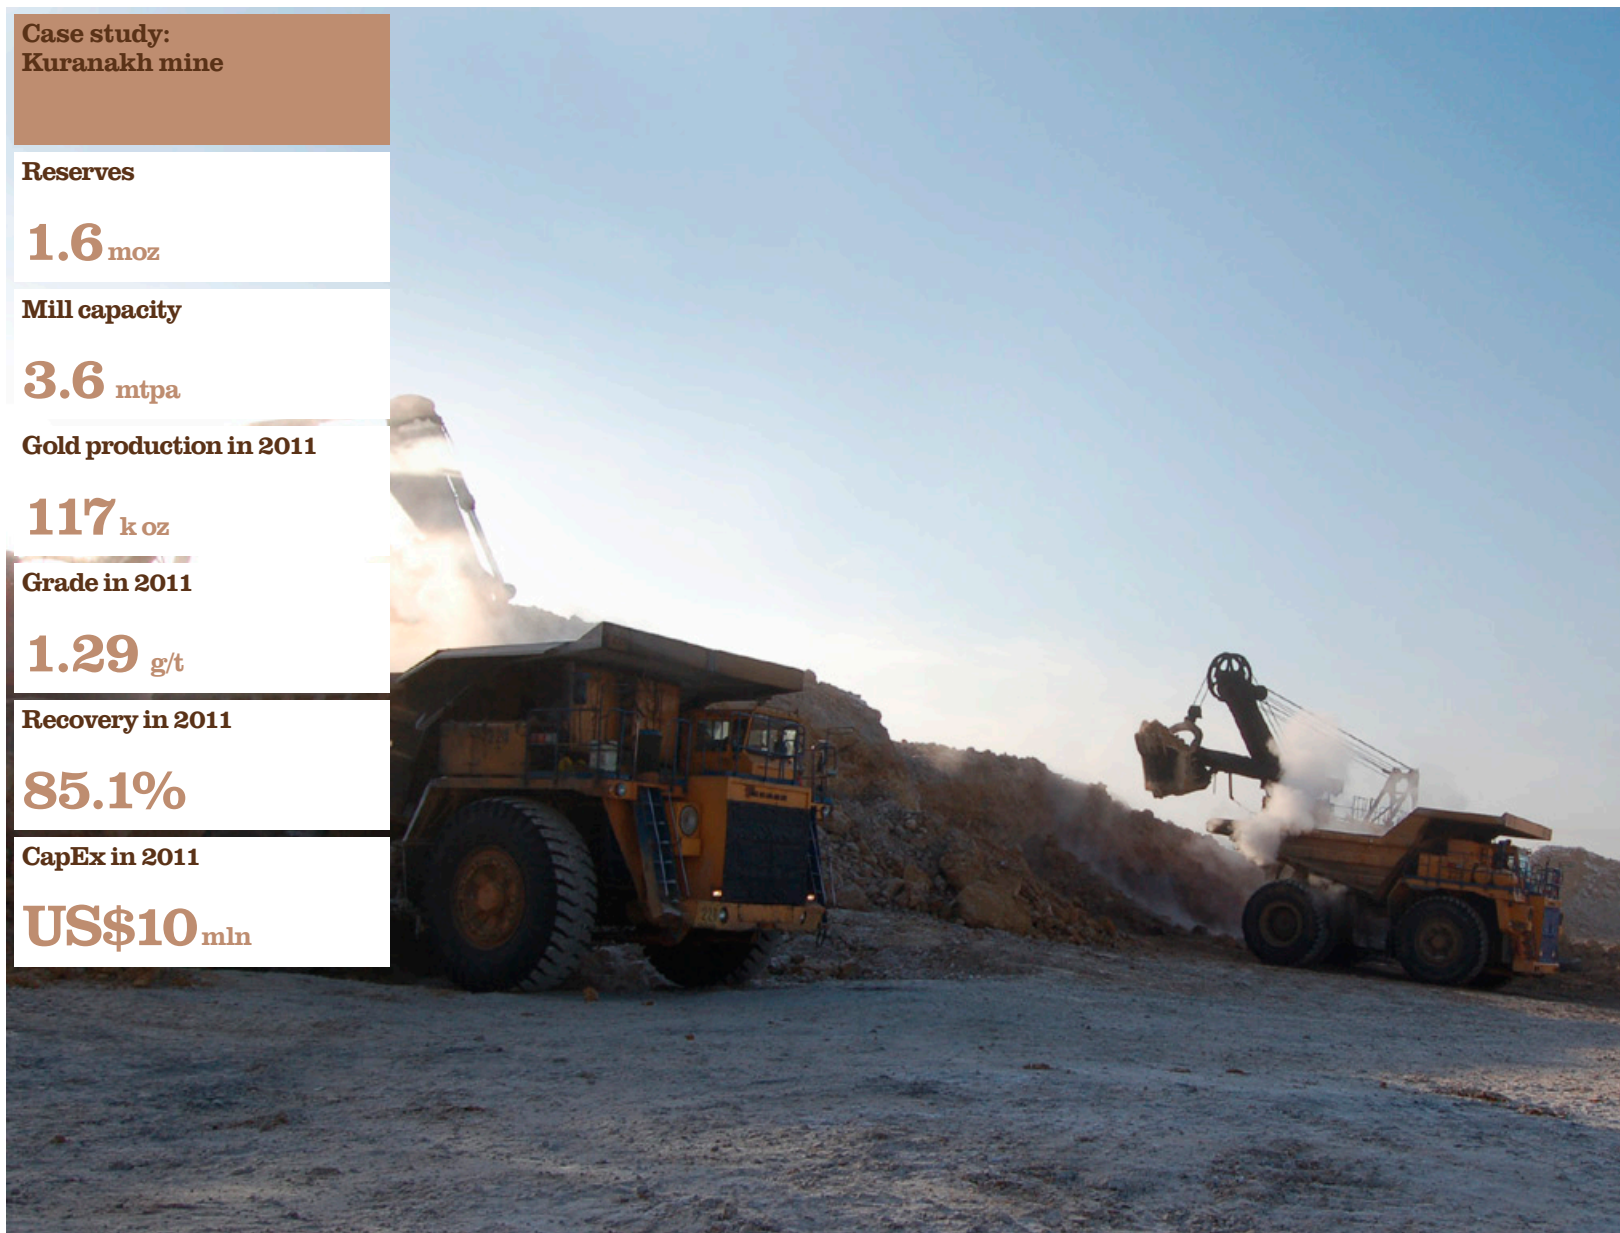 Case study:
Kuranakh mine
Reserves
1.6 moz
Mill capacity
3.6 mtpa
Gold production in 2011
117 k oz
Grade in 2011
1.29 g/t
Recovery in 2011
85.1%
CapEx in 2011
US$10 mln